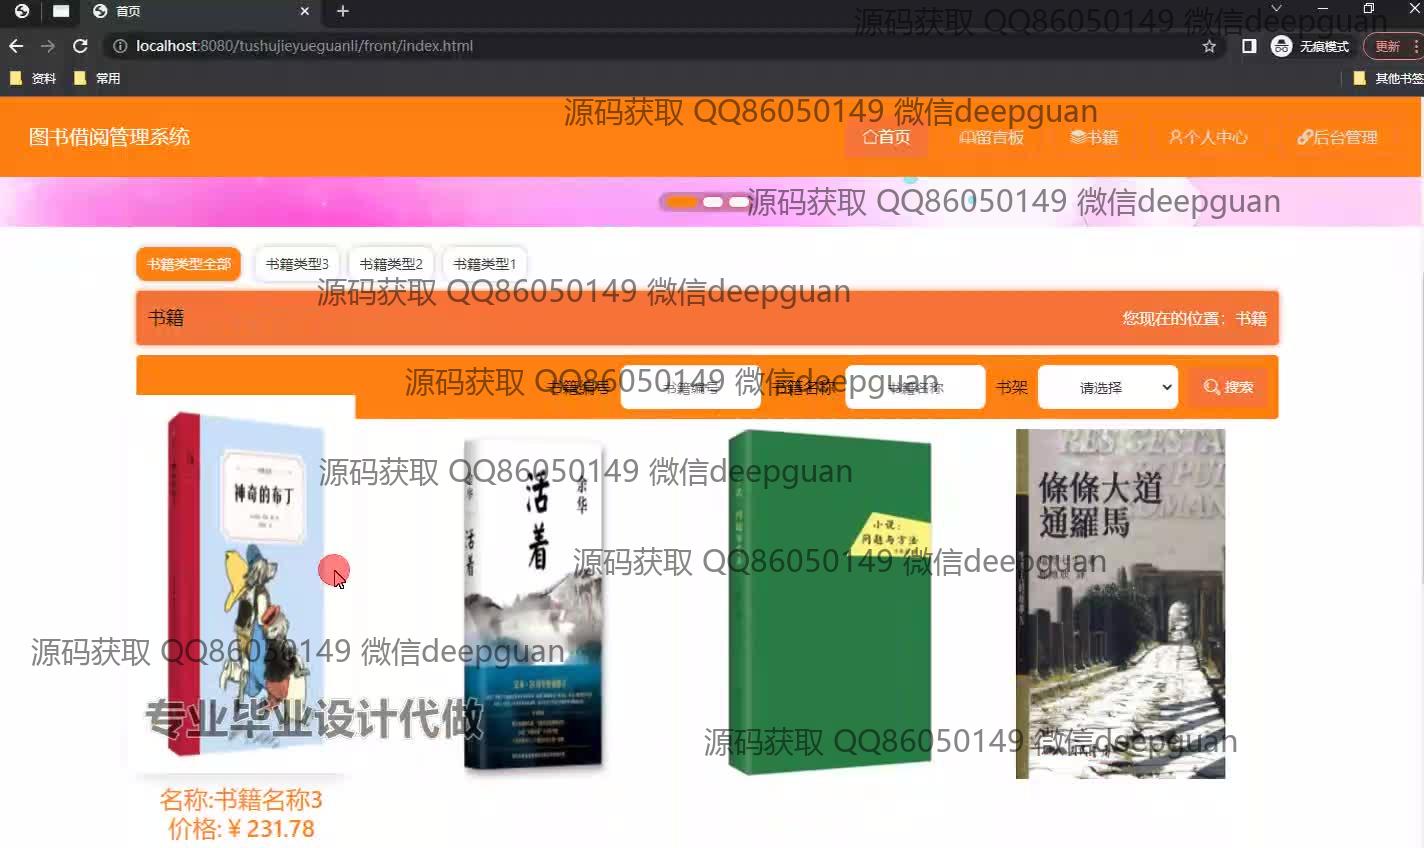 首页
源码获取 QQ86050149 微信deepguan
localhost:8080/tushujieyueguanli/front/index.html
无痕模式
更新
资料
常用
其他书签
源码获取 QQ86050149 微信deepguan
图书借阅管理系统
首页
留言板
书籍
个人中心
后台管理
源码获取 QQ86050149 微信deepguan
书籍类型全部
书籍类型3
书籍类型2
书籍类型1
源码获取 QQ86050149 微信deepguan
书籍
您现在的位置：书籍
源码获取 QQ86050149 微信deepguan
书籍编号
书籍编号
书籍名称
书籍名称
书架
请选择
搜索
神奇的布丁
源码获取 QQ86050149 微信deepguan
余华
活着
余华
活着
小说：
问题与方法
RES GESTA
條條大道
通羅馬
源码获取 QQ86050149 微信deepguan
源码获取 QQ86050149 微信deepguan
专业毕业设计代做
源码获取 QQ86050149 微信deepguan
名称:书籍名称3
价格:￥231.78